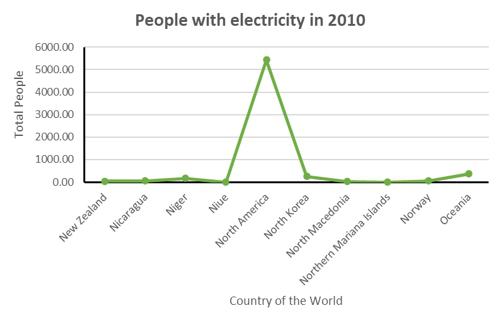 People with electricity in 2010
Total People
6000.00
5000.00
4000.00
3000.00
2000.00
1000.00
0.00
New Zealand
Nicaragua
Niger
Niue
North America
North Korea
North Macedonia
Northern Mariana Islands
Norway
Oceania
Country of the World